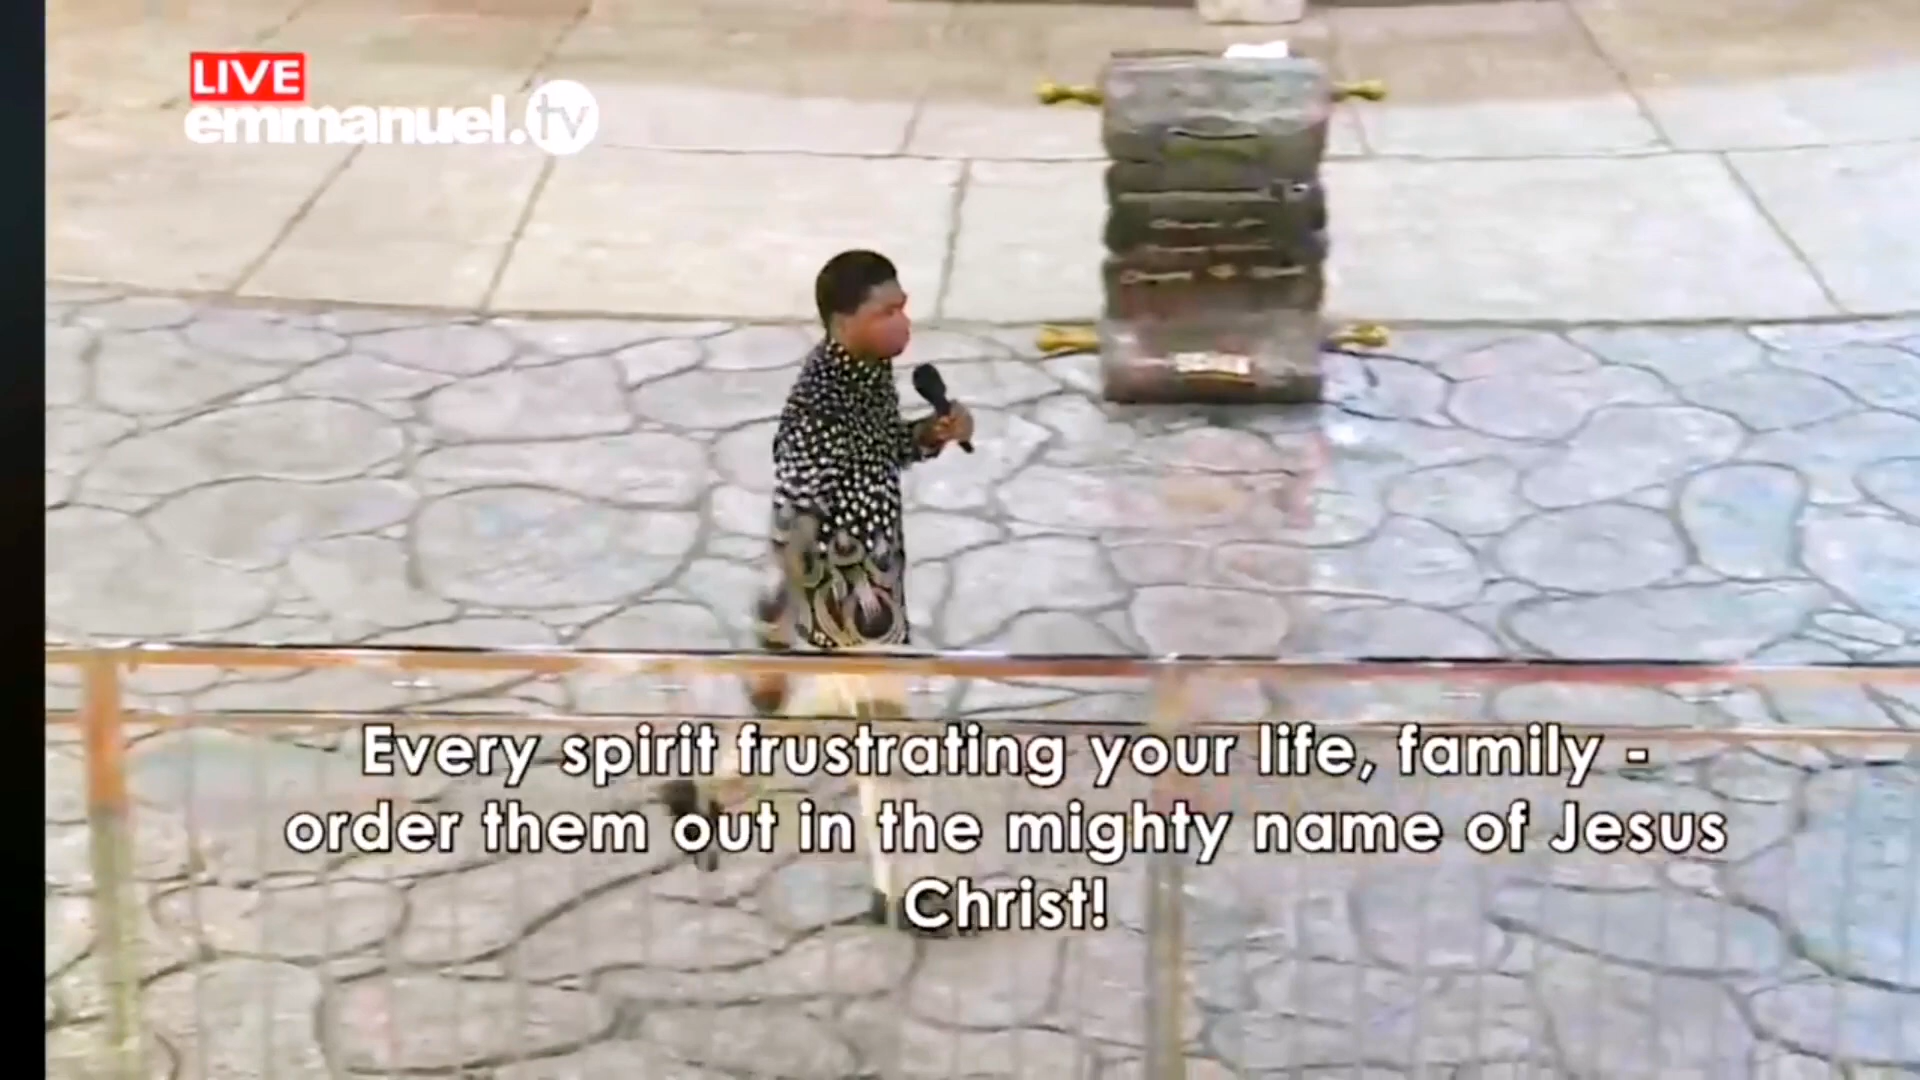 LIVE
emmanuel.tv
Every spirit frustrating your life, family -
order them out in the mighty name of Jesus
Christ!